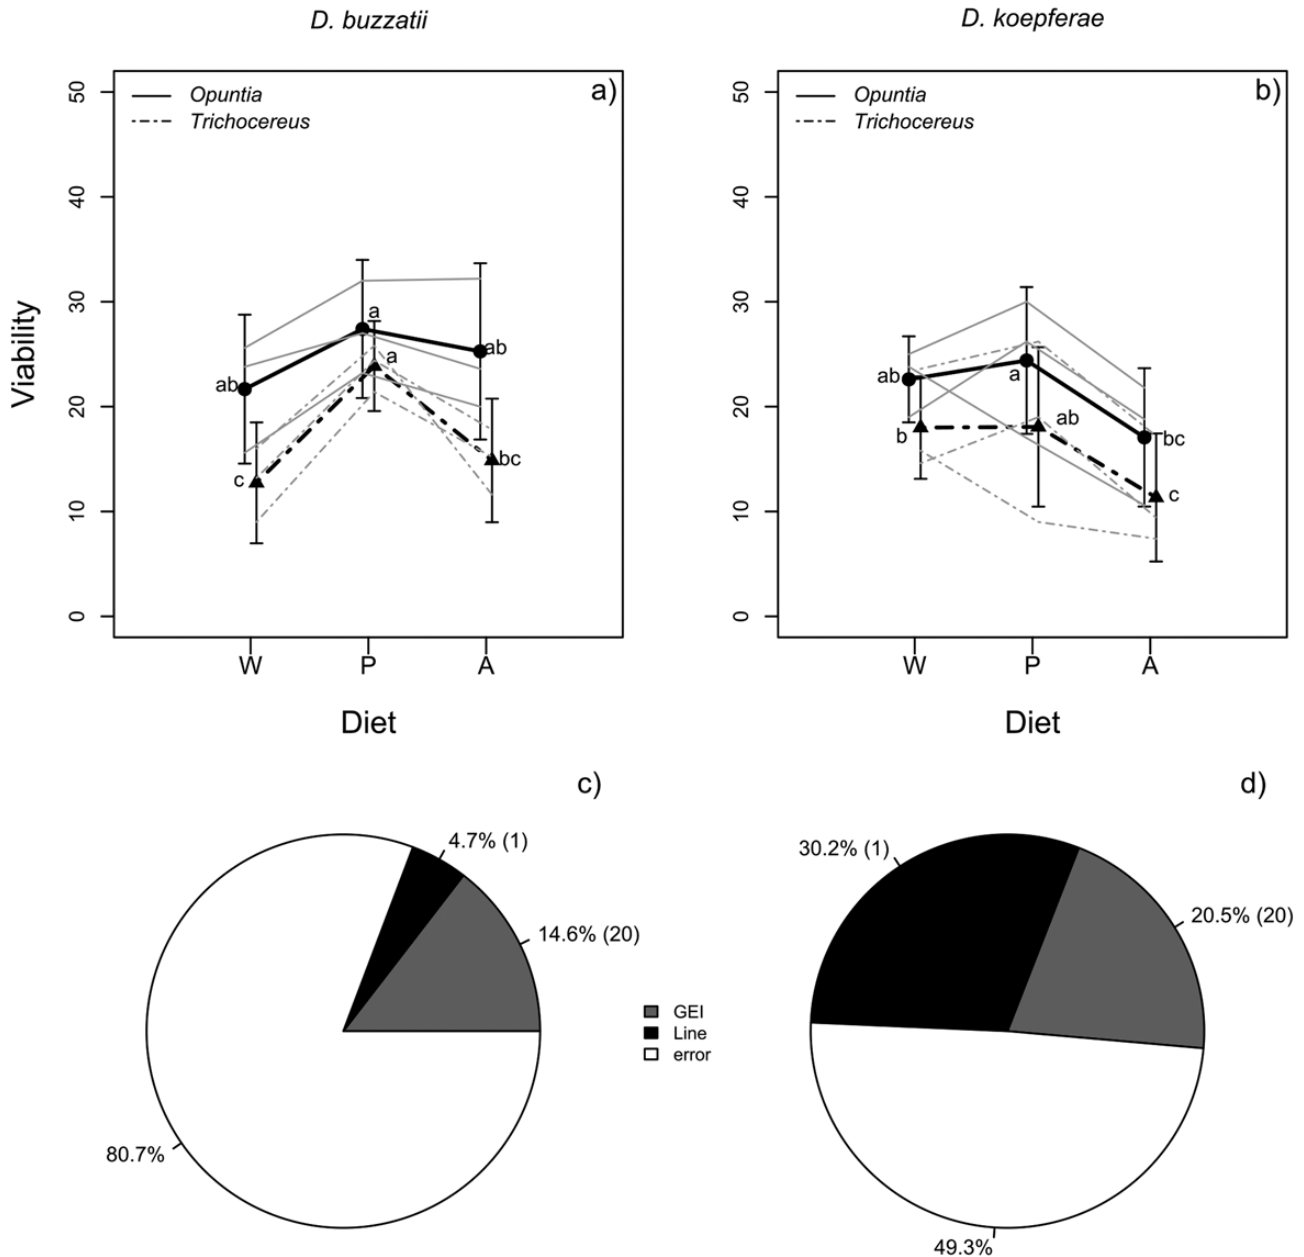 D. buzzatii
D. koepferae
Viability
50
40
30
20
10
0
Opuntia
Trichocereus
a)
ab
a
ab
c
a
bc
W P A
Diet
50
40
30
20
10
0
Opuntia
Trichocereus
b)
ab
a
bc
b
ab
c
W P A
Diet
c)
4.7% (1)
14.6% (20)
80.7%
GEI
Line
error
d)
30.2% (1)
20.5% (20)
49.3%